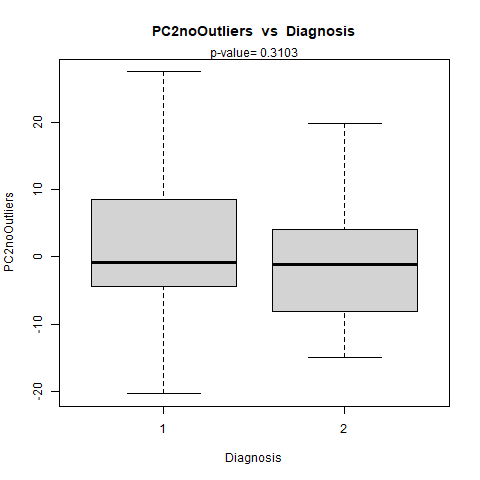 PC2noOutliers vs Diagnosis
p-value= 0.3103
PC2noOutliers
20
10
0
-10
-20
1 2
Diagnosis